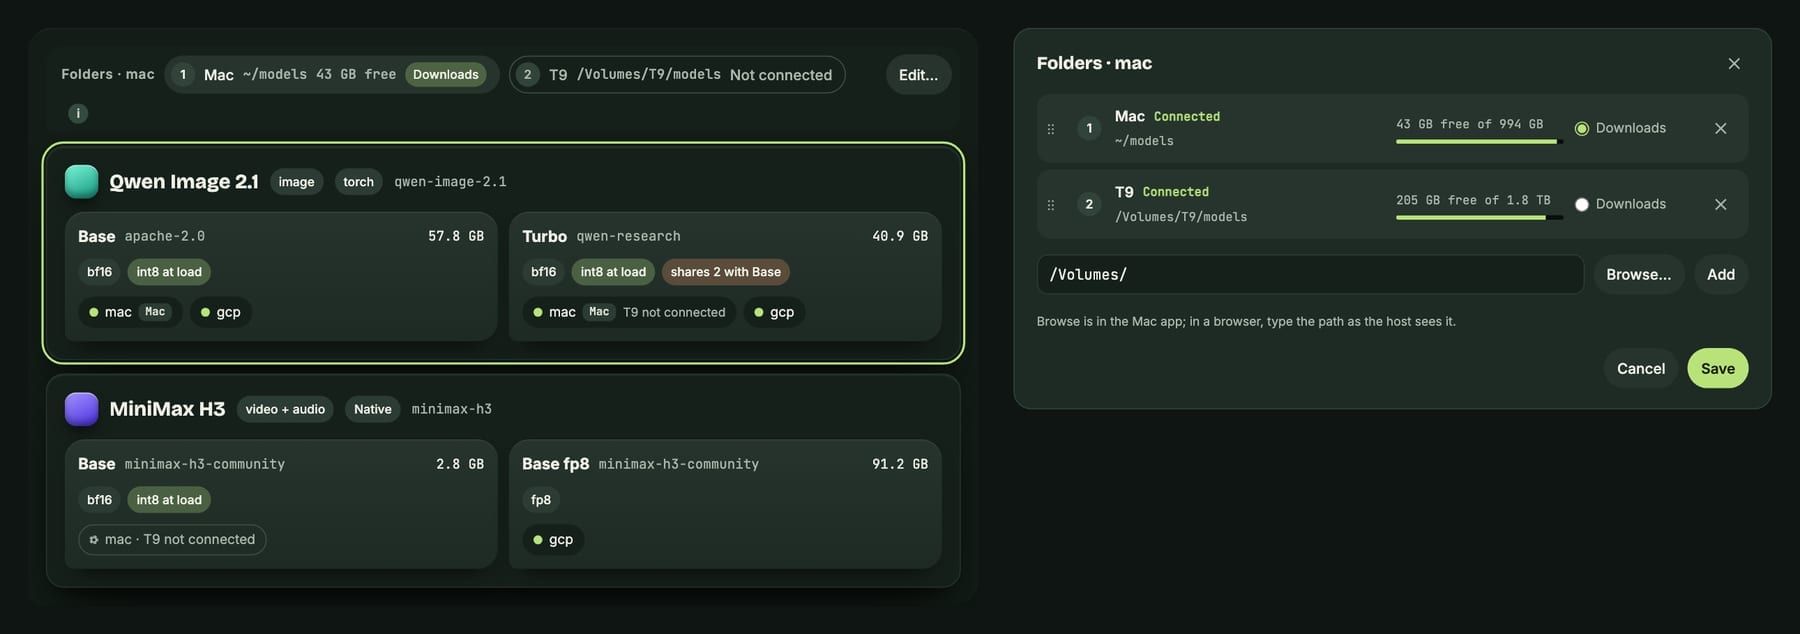 Folders · mac 1 Mac ~/models 43 GB free Downloads 2 T9 /Volumes/T9/models Not connected Edit...
i
Qwen Image 2.1 image torch qwen-image-2.1
Base apache-2.0 57.8 GB
bf16 int8 at load
mac Mac gcp
Turbo qwen-research 40.9 GB
bf16 int8 at load shares 2 with Base
mac Mac T9 not connected gcp
MiniMax H3 video + audio Native minimax-h3
Base minimax-h3-community 2.8 GB
bf16 int8 at load
mac · T9 not connected
Base fp8 minimax-h3-community 91.2 GB
fp8
gcp
Folders · mac
1 Mac Connected 43 GB free of 994 GB Downloads
~/models
2 T9 Connected 205 GB free of 1.8 TB Downloads
/Volumes/T9/models
/Volumes/ Browse... Add
Browse is in the Mac app; in a browser, type the path as the host sees it.
Cancel Save